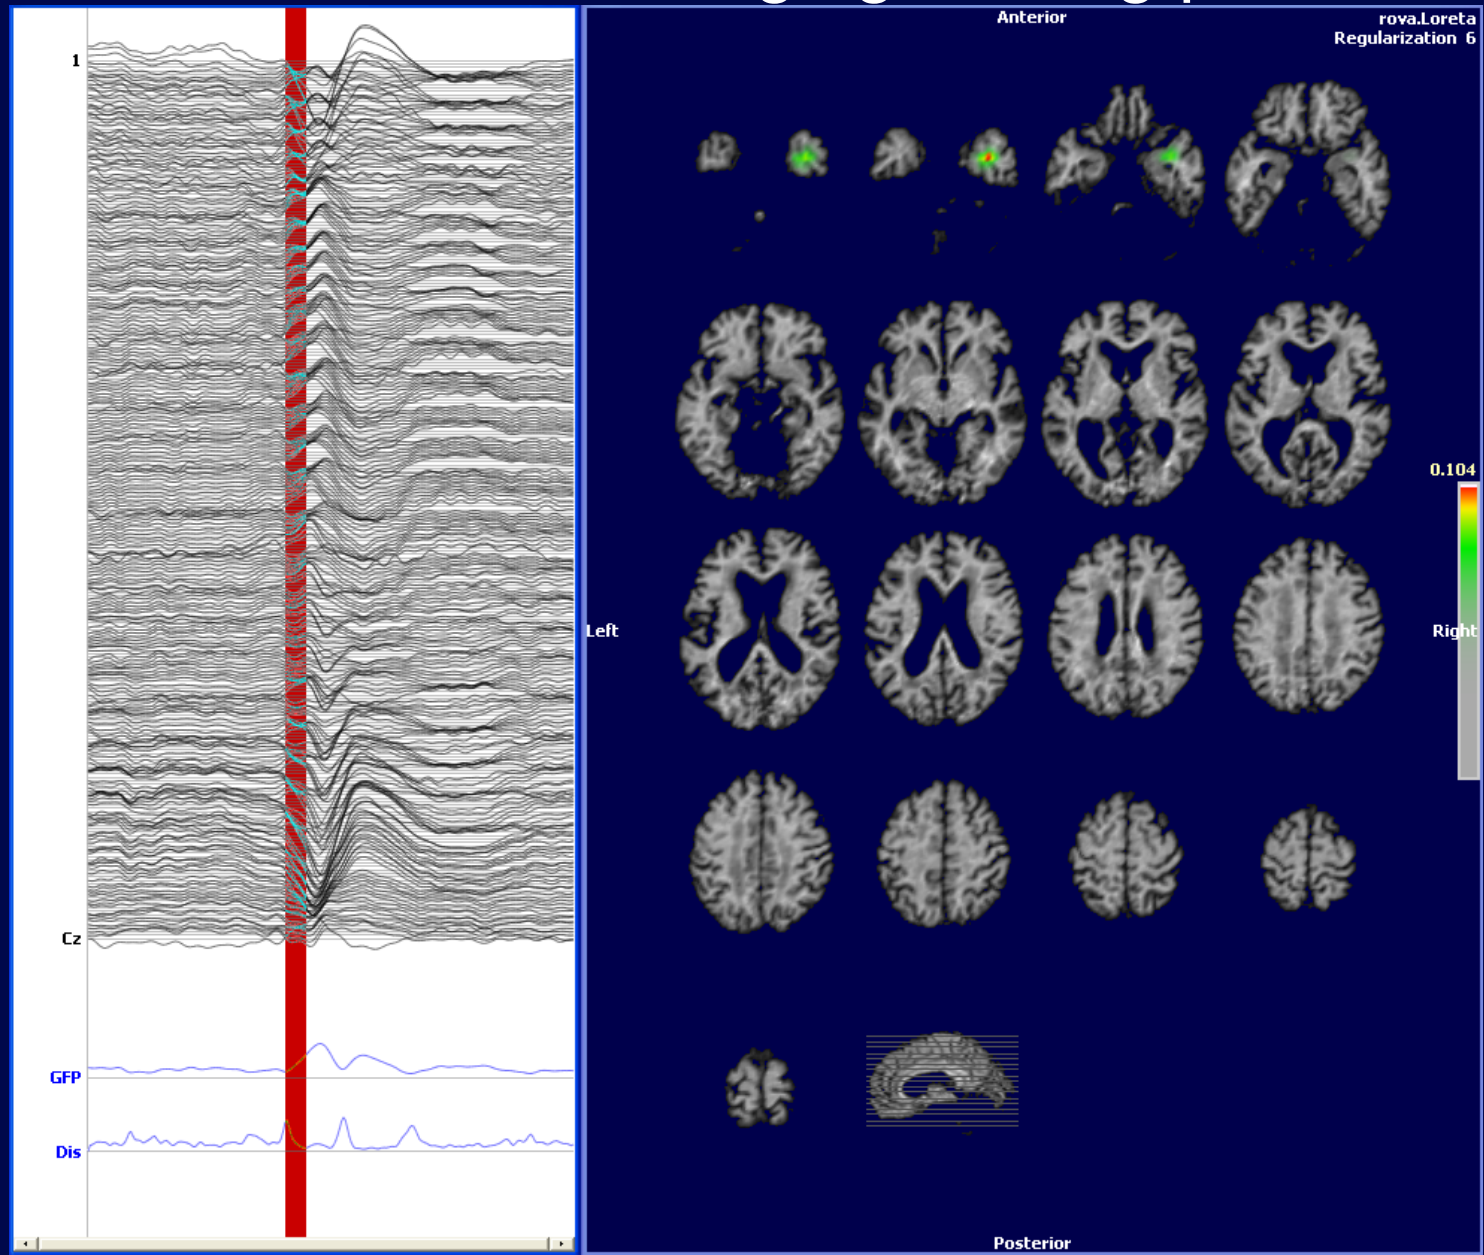 1
Cz
GFP
Dis
Anterior
rova.Loreta
Regularization 6
0.104
Left
Right
Posterior